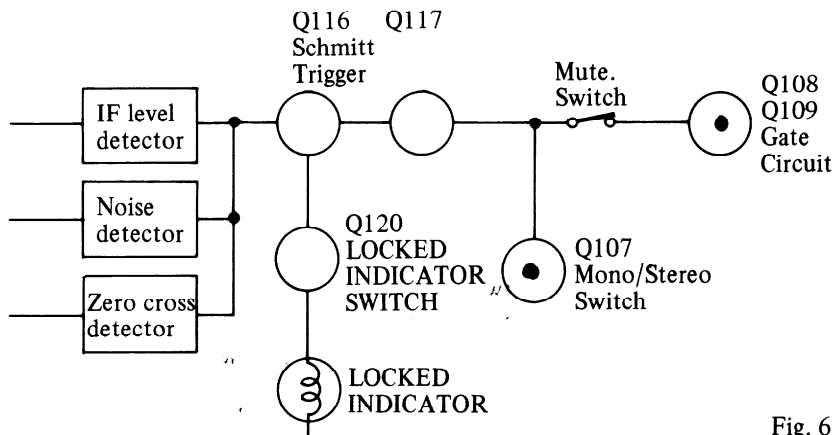 Q116
Schmitt
Trigger
Q117
Mute.
Switch
Q108
Q109
Gate
Circuit
IF level
detector
Noise
detector
Zero cross
detector
Q120
LOCKED
INDICATOR
SWITCH
Q107
Mono/Stereo
Switch
LOCKED
INDICATOR
Fig. 6